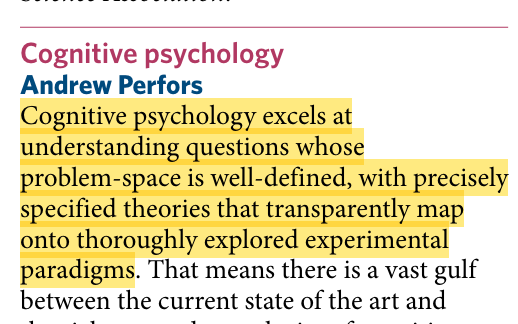 Cognitive psychology
Andrew Perfors
Cognitive psychology excels at
understanding questions whose
problem-space is well-defined, with precisely
specified theories that transparently map
onto thoroughly explored experimental
paradigms. That means there is a vast gulf
between the current state of the art and